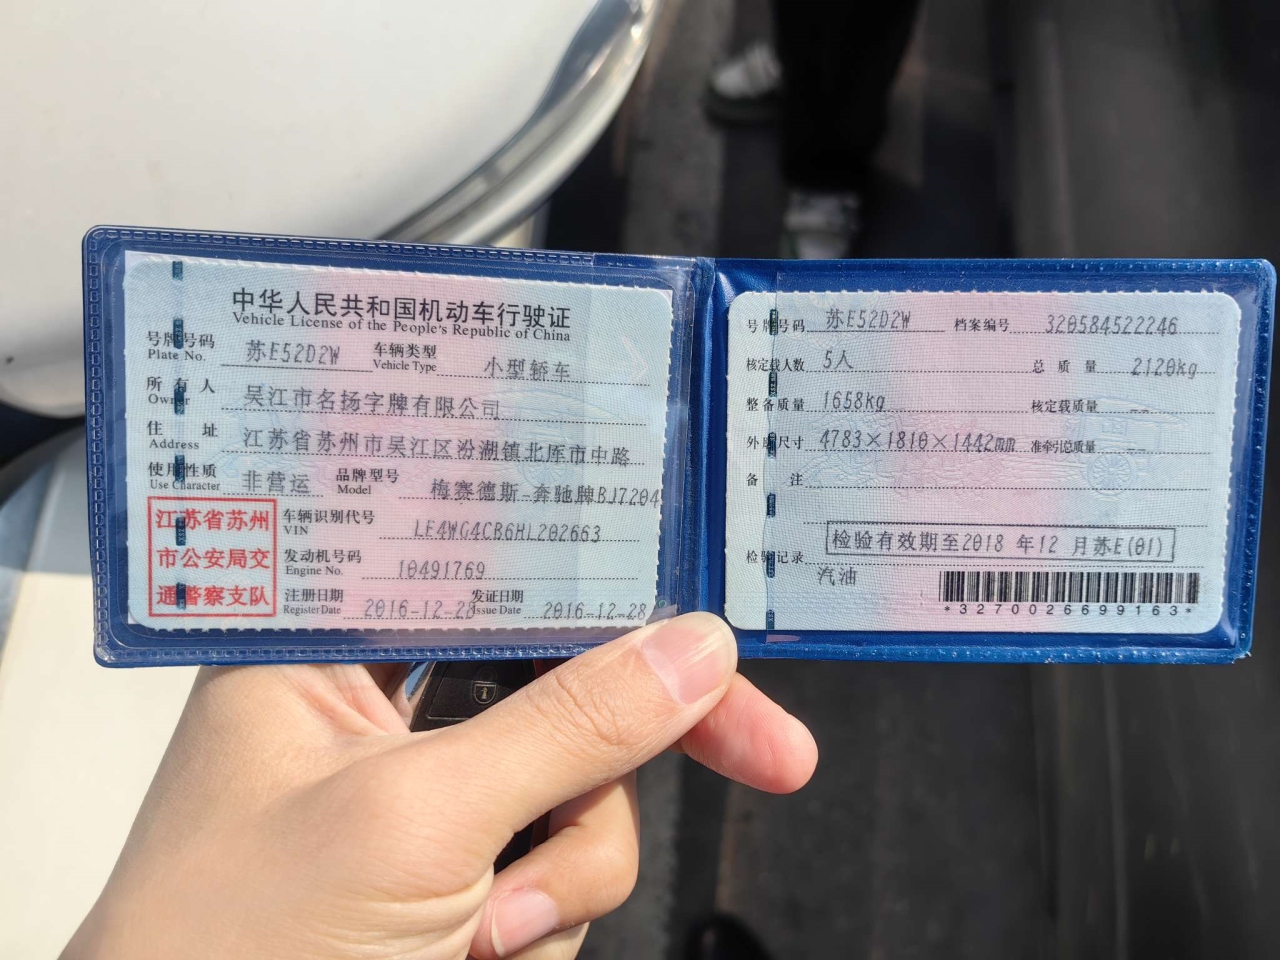 中华人民共和国机动车行驶证
Vehicle License of the People's Republic of China
号牌号码 苏E52D2W 车辆类型 小型轿车
Plate No. Vehicle Type
所有人 吴江市名扬字牌有限公司
Owner
住址 江苏省苏州市吴江区汾湖镇北厍市中路
Address
使用性质 非营运 品牌型号 梅赛德斯-奔驰牌BJ7204
Use Character Model
江苏省苏州
市公安局交
通警察支队
车辆识别代号 LE4WG4CB6HL202663
VIN
发动机号码 10491769
Engine No.
注册日期 2016-12-28 发证日期 2016-12-28
Register Date Issue Date
号牌号码 苏E52D2W 档案编号 320584522246
核定载人数 5人 总质量 2120kg
整备质量 1658kg 核定载质量 --
外廓尺寸 4783×1810×1442mm 准牵引总质量 --
备注
检验记录 检验有效期至2018 年12 月苏E(01)
汽油
*3270026699163*